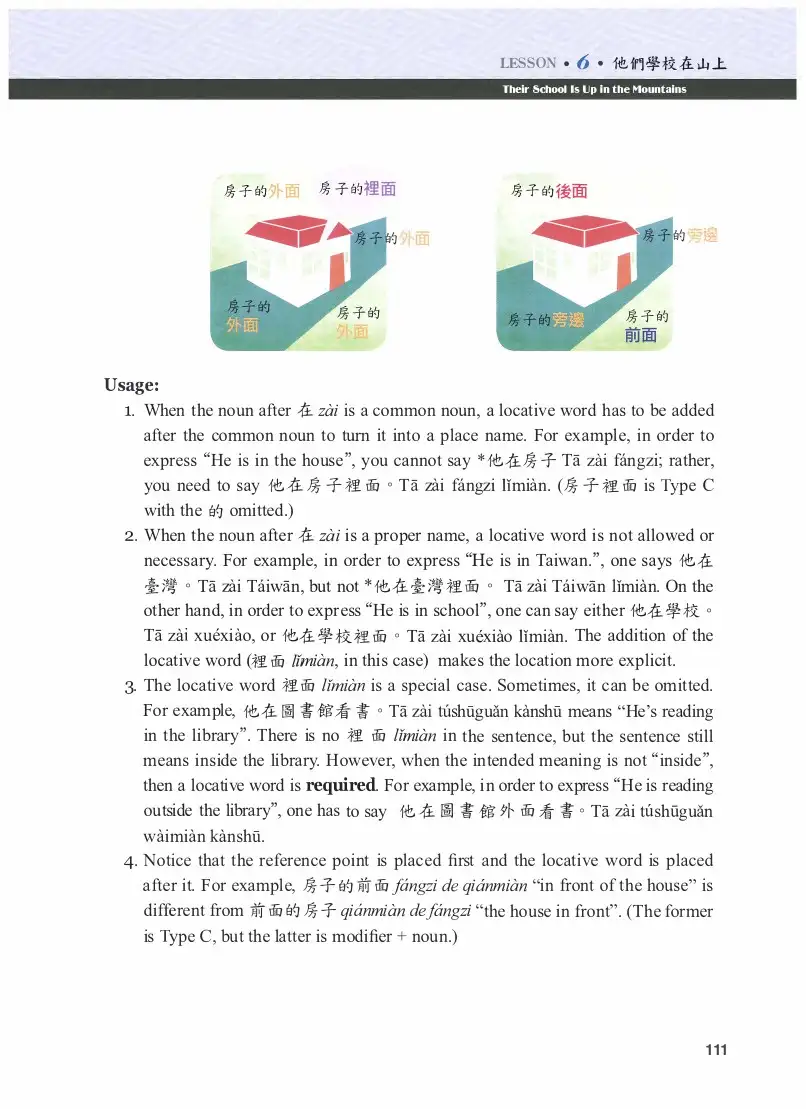 LESSON • 6 • 他們學校在山上
Their School Is Up in the Mountains
房子的外面
房子的裡面
房子的外面
房子的外面
房子的外面
房子的後面
房子的旁邊
房子的旁邊
房子的前面
Usage:
1. When the noun after 在 zài is a common noun, a locative word has to be added
after the common noun to turn it into a place name. For example, in order to
express “He is in the house”, you cannot say *他在房子 Tā zài fángzi; rather,
you need to say 他在房子裡面。Tā zài fángzi lǐmiàn. (房子裡面 is Type C
with the 的 omitted.)
2. When the noun after 在 zài is a proper name, a locative word is not allowed or
necessary. For example, in order to express “He is in Taiwan.”, one says 他在
臺灣。Tā zài Táiwān, but not *他在臺灣裡面。 Tā zài Táiwān lǐmiàn. On the
other hand, in order to express “He is in school”, one can say either 他在學校。
Tā zài xuéxiào, or 他在學校裡面。Tā zài xuéxiào lǐmiàn. The addition of the
locative word (裡面 lǐmiàn, in this case) makes the location more explicit.
3. The locative word 裡面 lǐmiàn is a special case. Sometimes, it can be omitted.
For example, 他在圖書館看書。Tā zài túshūguǎn kànshū means “He’s reading
in the library”. There is no 裡面 lǐmiàn in the sentence, but the sentence still
means inside the library. However, when the intended meaning is not “inside”,
then a locative word is required. For example, in order to express “He is reading
outside the library”, one has to say 他在圖書館外面看書。Tā zài túshūguǎn
wàimiàn kànshū.
4. Notice that the reference point is placed first and the locative word is placed
after it. For example, 房子的前面 fángzi de qiánmiàn “in front of the house” is
different from 前面的房子 qiánmiàn de fángzi “the house in front”. (The former
is Type C, but the latter is modifier + noun.)
111